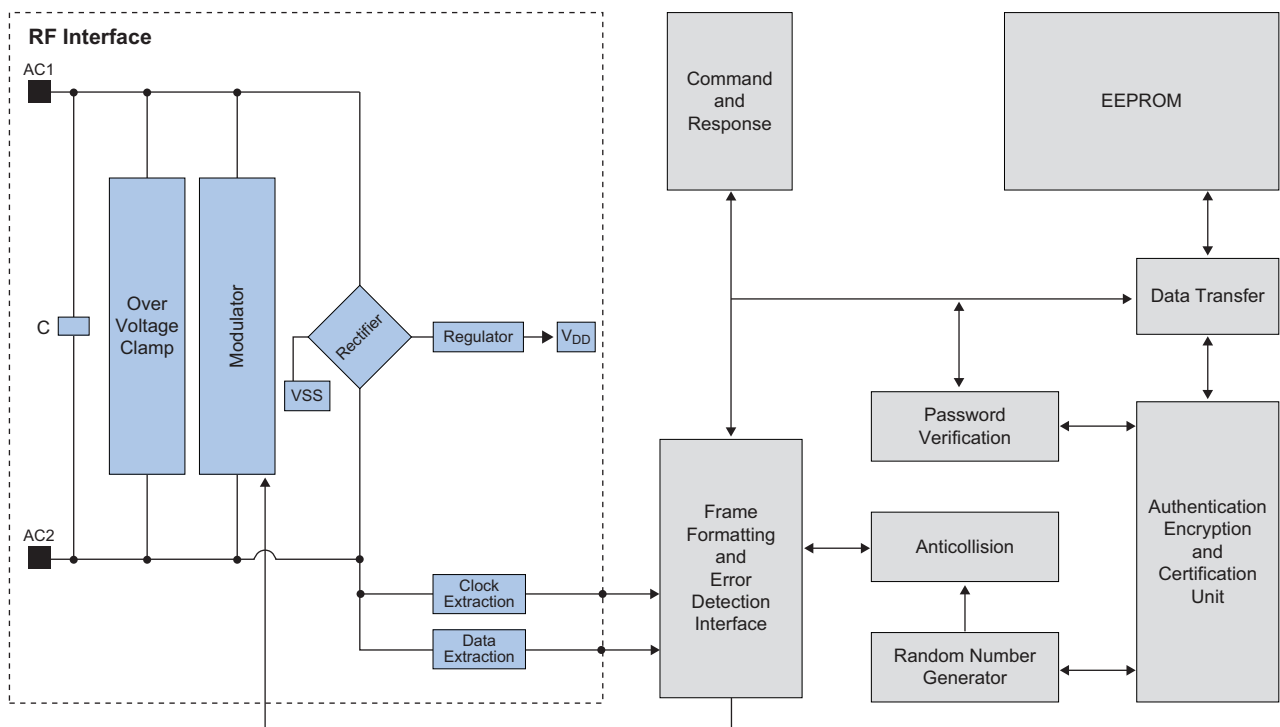 RF Interface
AC1
C
Over
Voltage
Clamp
Modulator
Rectifier
VSS
Regulator
VDD
AC2
Clock
Extraction
Data
Extraction
Command
and
Response
EEPROM
Data Transfer
Password
Verification
Frame
Formatting
and
Error
Detection
Interface
Anticollision
Random Number
Generator
Authentication
Encryption
and
Certification
Unit